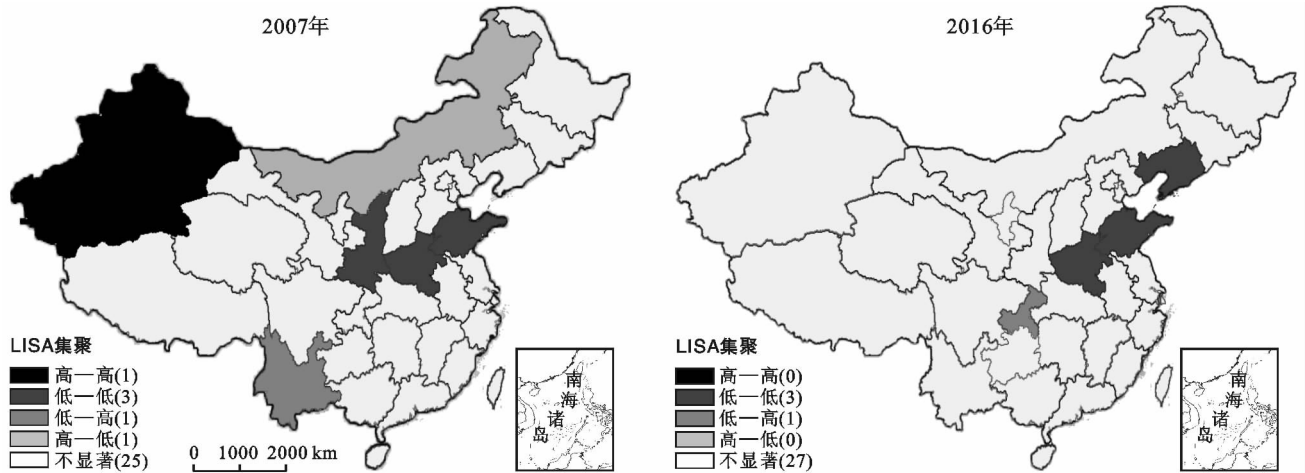 2007年
LISA集聚
高—高(1)
低—低(3)
低—高(1)
高—低(1)
不显著(25)
0 1000 2000 km
南
海
诸
岛
2016年
LISA集聚
高—高(0)
低—低(3)
低—高(1)
高—低(0)
不显著(27)
南
海
诸
岛